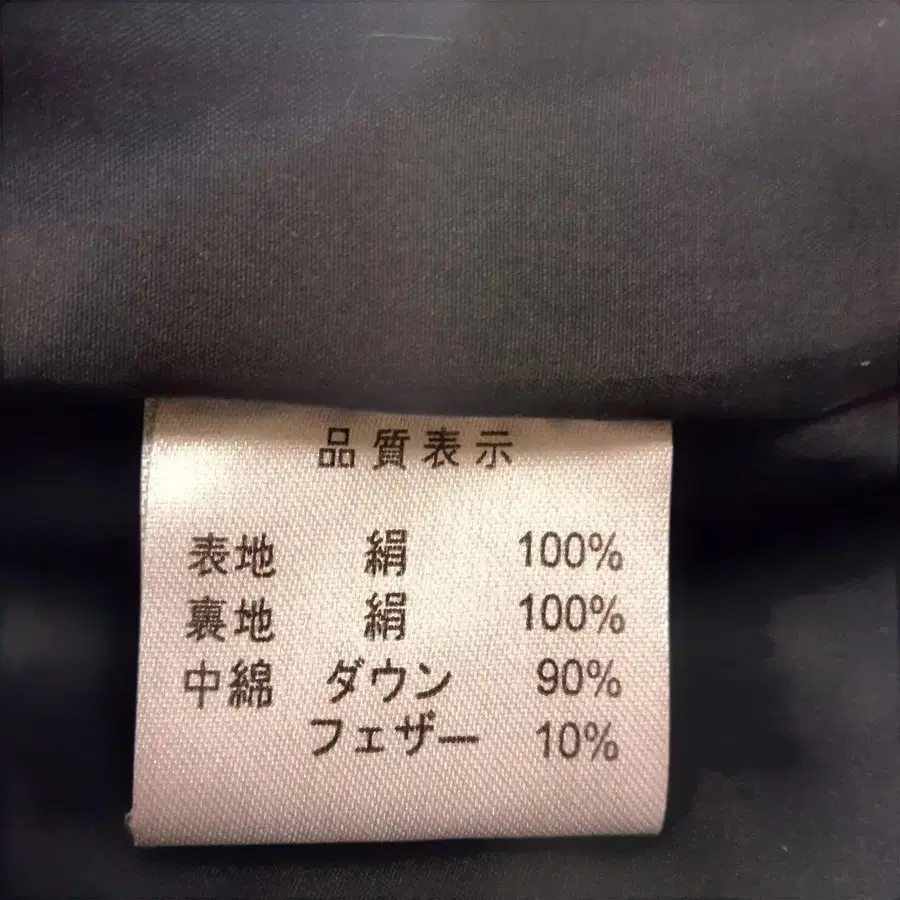 品質表示
表地 絹 100%
裏地 絹 100%
中綿 ダウン 90%
フェザー 10%